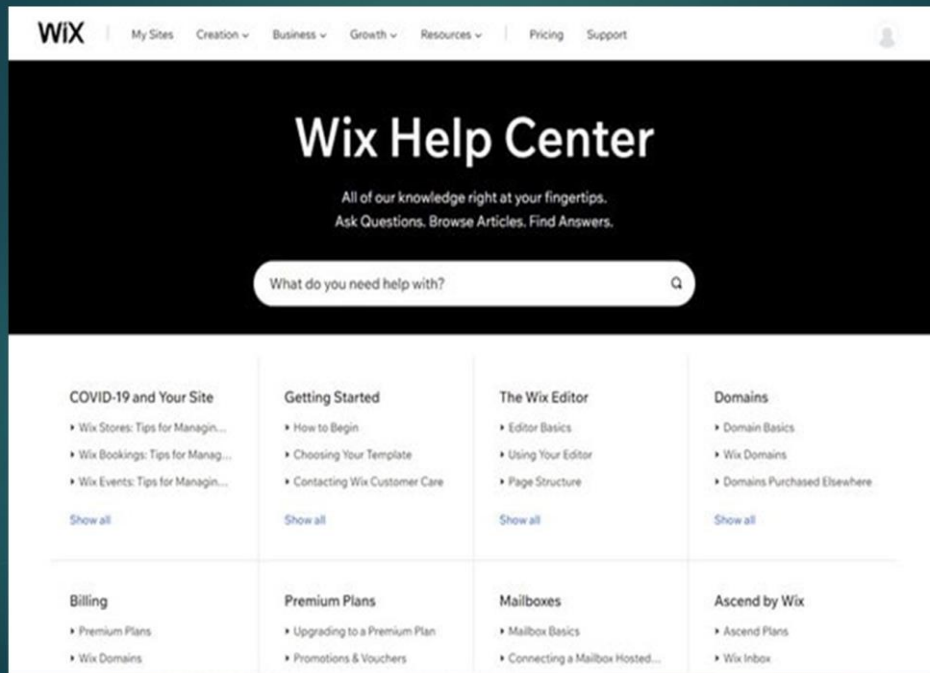 WiX
My Sites Creation Business Growth Resources Pricing Support
Wix Help Center
All of our knowledge right at your fingertips.
Ask Questions. Browse Articles. Find Answers.
What do you need help with?
COVID-19 and Your Site
Wix Stores: Tips for Managin...
Wix Bookings: Tips for Manag...
Wix Events: Tips for Managin...
Show all
Getting Started
How to Begin
Choosing Your Template
Contacting Wix Customer Care
Show all
The Wix Editor
Editor Basics
Using Your Editor
Page Structure
Show all
Domains
Domain Basics
Wix Domains
Domains Purchased Elsewhere
Show all
Billing
Premium Plans
Wix Domains
Premium Plans
Upgrading to a Premium Plan
Promotions & Vouchers
Mailboxes
Mailbox Basics
Connecting a Mailbox Hosted...
Ascend by Wix
Ascend Plans
Wix Inbox